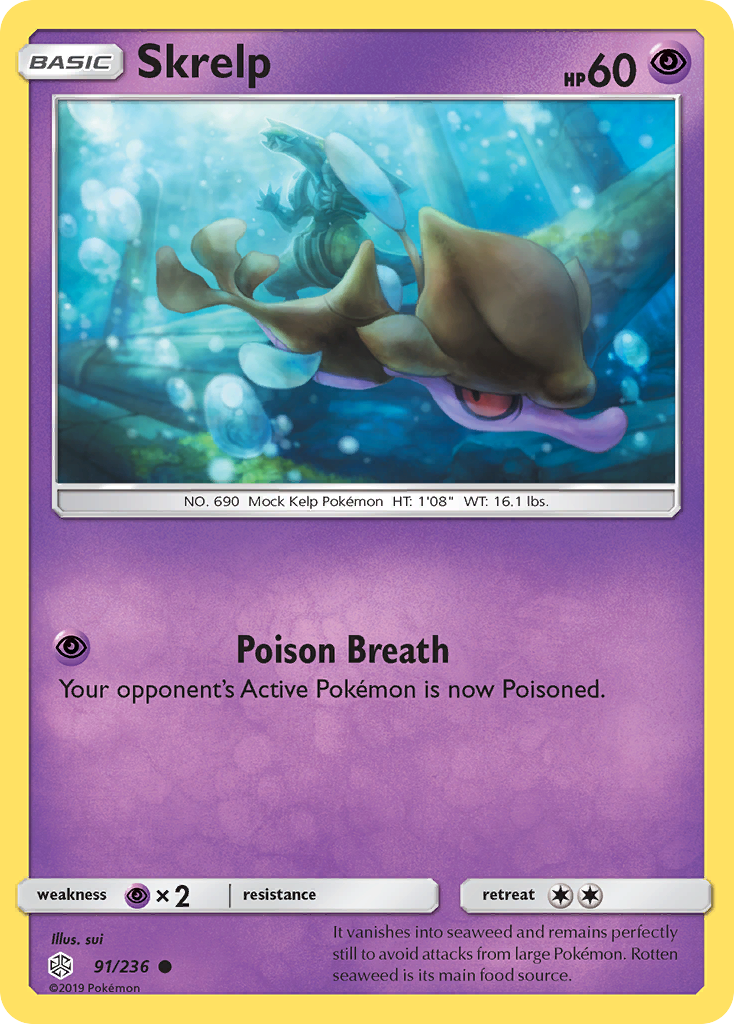 BASIC Skrelp HP60
NO. 690 Mock Kelp Pokémon HT: 1'08" WT: 16.1 lbs.
Poison Breath
Your opponent's Active Pokémon is now Poisoned.
weakness ×2 resistance retreat
Illus. sui
91/236
©2019 Pokémon
It vanishes into seaweed and remains perfectly
still to avoid attacks from large Pokémon. Rotten
seaweed is its main food source.